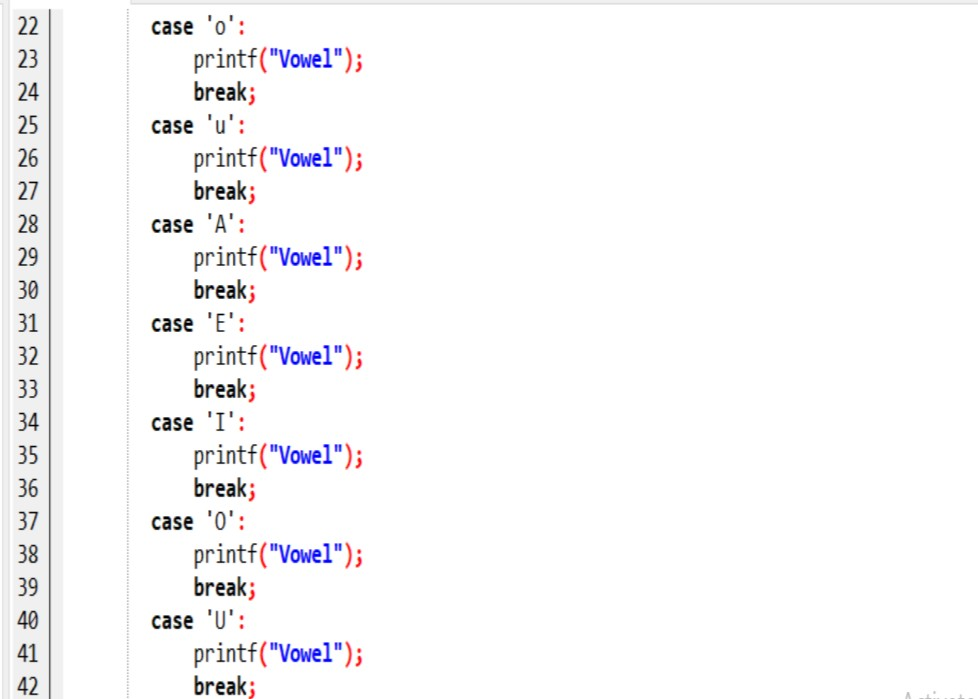 22 case 'o':
23 printf("Vowel");
24 break;
25 case 'u':
26 printf("Vowel");
27 break;
28 case 'A':
29 printf("Vowel");
30 break;
31 case 'E':
32 printf("Vowel");
33 break;
34 case 'I':
35 printf("Vowel");
36 break;
37 case 'O':
38 printf("Vowel");
39 break;
40 case 'U':
41 printf("Vowel");
42 break;